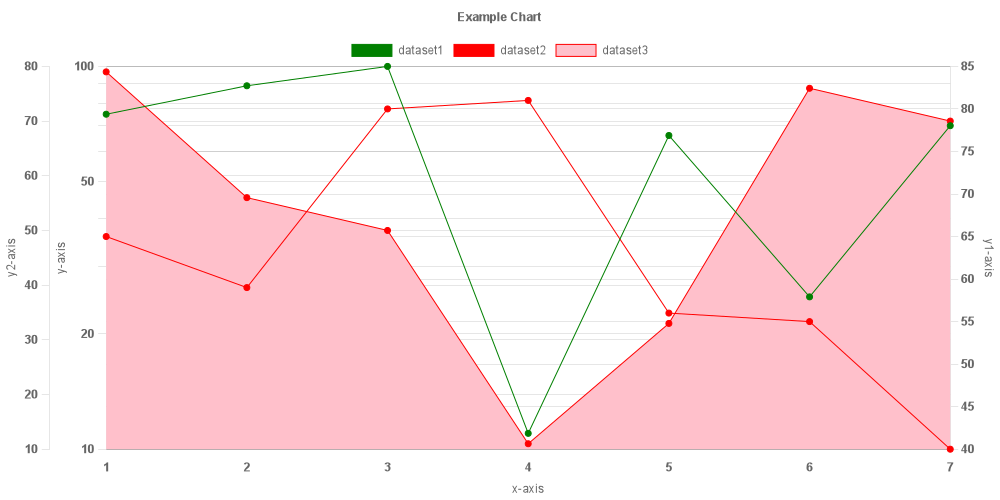 Example Chart
dataset1 dataset2 dataset3
80 100 85
70 80
75
60
50 70
50 65
40 60
55
30 20 50
20 45
10 10 40
1 2 3 4 5 6 7
x-axis
y2-axis
y-axis
y1-axis